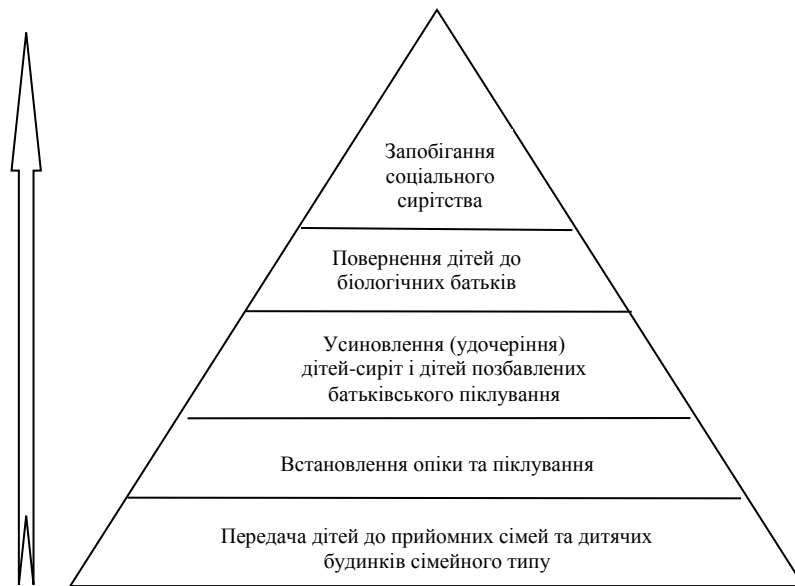 Запобігання
соціального
сирітства
Повернення дітей до
біологічних батьків
Усиновлення (удочеріння)
дітей-сиріт і дітей позбавлених
батьківського піклування
Встановлення опіки та піклування
Передача дітей до прийомних сімей та дитячих
будинків сімейного типу